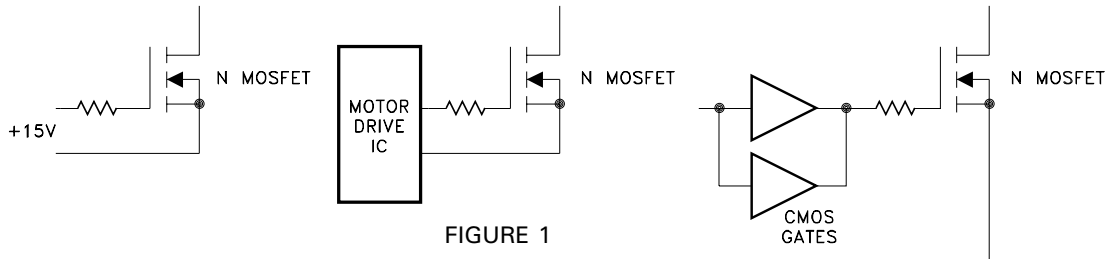 N MOSFET
+15V
MOTOR
DRIVE
IC
N MOSFET
CMOS
GATES
N MOSFET
FIGURE 1